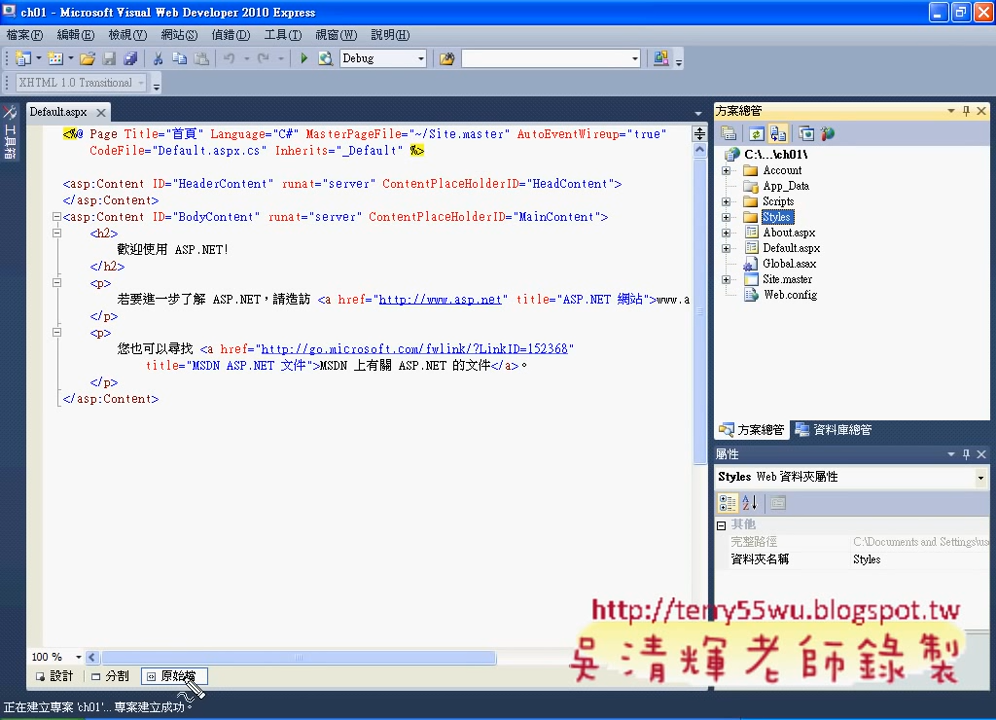 ch01 - Microsoft Visual Web Developer 2010 Express
檔案(F) 編輯(E) 檢視(V) 網站(S) 偵錯(D) 工具(T) 視窗(W) 說明(H)
Debug
XHTML 1.0 Transitional
工具箱
Default.aspx
<%@ Page Title="首頁" Language="C#" MasterPageFile="~/Site.master" AutoEventWireup="true"
CodeFile="Default.aspx.cs" Inherits="_Default" %>
<asp:Content ID="HeaderContent" runat="server" ContentPlaceHolderID="HeadContent">
</asp:Content>
<asp:Content ID="BodyContent" runat="server" ContentPlaceHolderID="MainContent">
<h2>
歡迎使用 ASP.NET!
</h2>
<p>
若要進一步了解 ASP.NET，請造訪 <a href="http://www.asp.net" title="ASP.NET 網站">www.a
</p>
<p>
您也可以尋找 <a href="http://go.microsoft.com/fwlink/?LinkID=152368"
title="MSDN ASP.NET 文件">MSDN 上有關 ASP.NET 的文件</a>。
</p>
</asp:Content>
100 %
設計 分割 原始檔
正在建立專案 'ch01'... 專案建立成功。
方案總管
C:\...\ch01\
Account
App_Data
Scripts
Styles
About.aspx
Default.aspx
Global.asax
Site.master
Web.config
方案總管 資料庫總管
屬性
Styles Web 資料夾屬性
其他
完整路徑 C:\Documents and Settings\us
資料夾名稱 Styles
http://terry55wu.blogspot.tw
吳清輝老師錄製